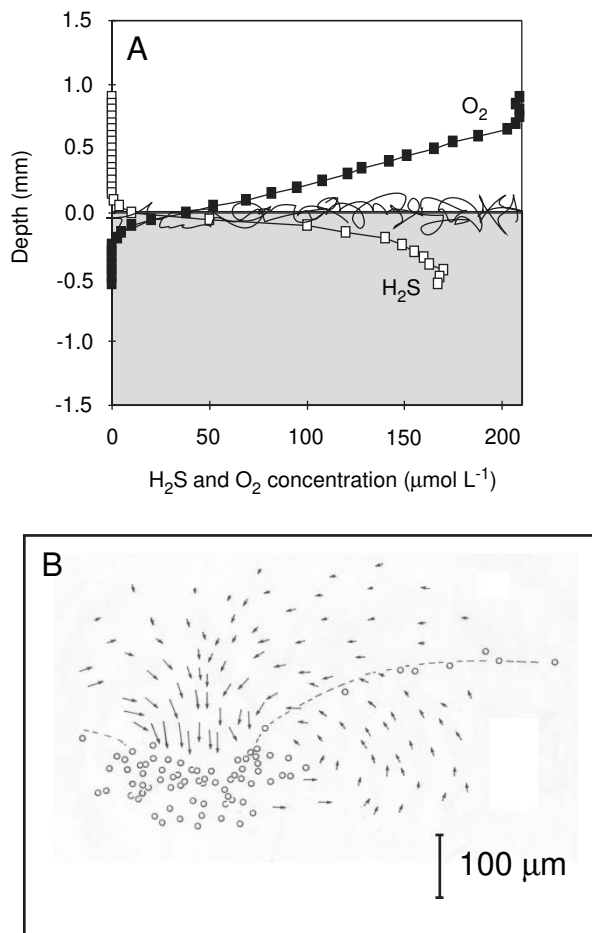 A
O₂
H₂S
Depth (mm)
1.5
1.0
0.5
0.0
-0.5
-1.0
-1.5
0 50 100 150 200
H₂S and O₂ concentration (μmol L⁻¹)
B
100 μm